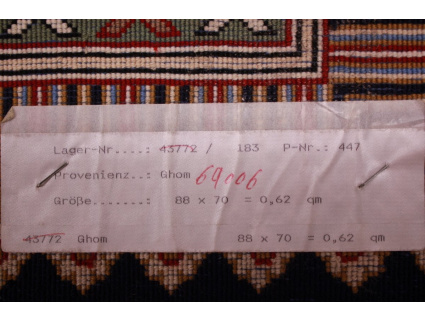 Lager-Nr....: 43772 / 183 P-Nr.: 447
Provenienz..: Ghom 69006
Größe.......: 88 x 70 = 0,62 qm
43772 Ghom 88 x 70 = 0,62 qm